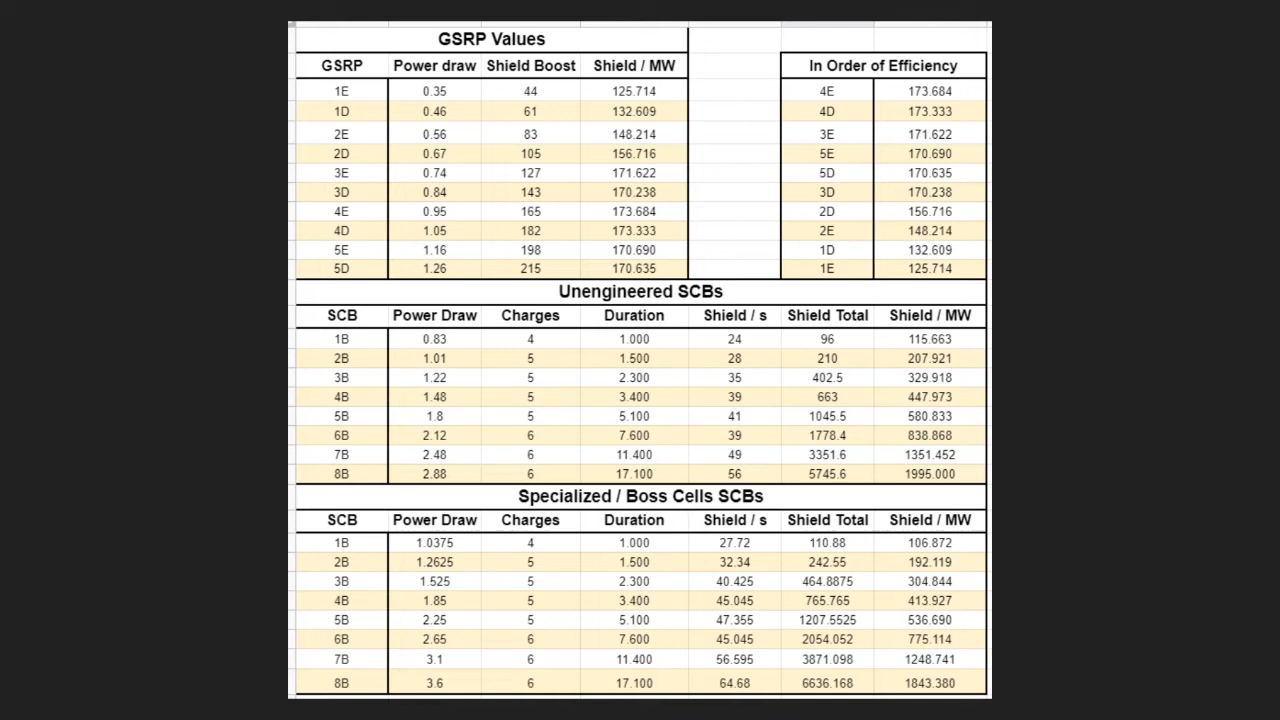 GSRP Values
GSRP Power draw Shield Boost Shield / MW In Order of Efficiency
1E 0.35 44 125.714 4E 173.684
1D 0.46 61 132.609 4D 173.333
2E 0.56 83 148.214 3E 171.622
2D 0.67 105 156.716 5E 170.690
3E 0.74 127 171.622 5D 170.635
3D 0.84 143 170.238 3D 170.238
4E 0.95 165 173.684 2D 156.716
4D 1.05 182 173.333 2E 148.214
5E 1.16 198 170.690 1D 132.609
5D 1.26 215 170.635 1E 125.714
Unengineered SCBs
SCB Power Draw Charges Duration Shield / s Shield Total Shield / MW
1B 0.83 4 1.000 24 96 115.663
2B 1.01 5 1.500 28 210 207.921
3B 1.22 5 2.300 35 402.5 329.918
4B 1.48 5 3.400 39 663 447.973
5B 1.8 5 5.100 41 1045.5 580.833
6B 2.12 6 7.600 39 1778.4 838.868
7B 2.48 6 11.400 49 3351.6 1351.452
8B 2.88 6 17.100 56 5745.6 1995.000
Specialized / Boss Cells SCBs
SCB Power Draw Charges Duration Shield / s Shield Total Shield / MW
1B 1.0375 4 1.000 27.72 110.88 106.872
2B 1.2625 5 1.500 32.34 242.55 192.119
3B 1.525 5 2.300 40.425 464.8875 304.844
4B 1.85 5 3.400 45.045 765.765 413.927
5B 2.25 5 5.100 47.355 1207.5525 536.690
6B 2.65 6 7.600 45.045 2054.052 775.114
7B 3.1 6 11.400 56.595 3871.098 1248.741
8B 3.6 6 17.100 64.68 6636.168 1843.380